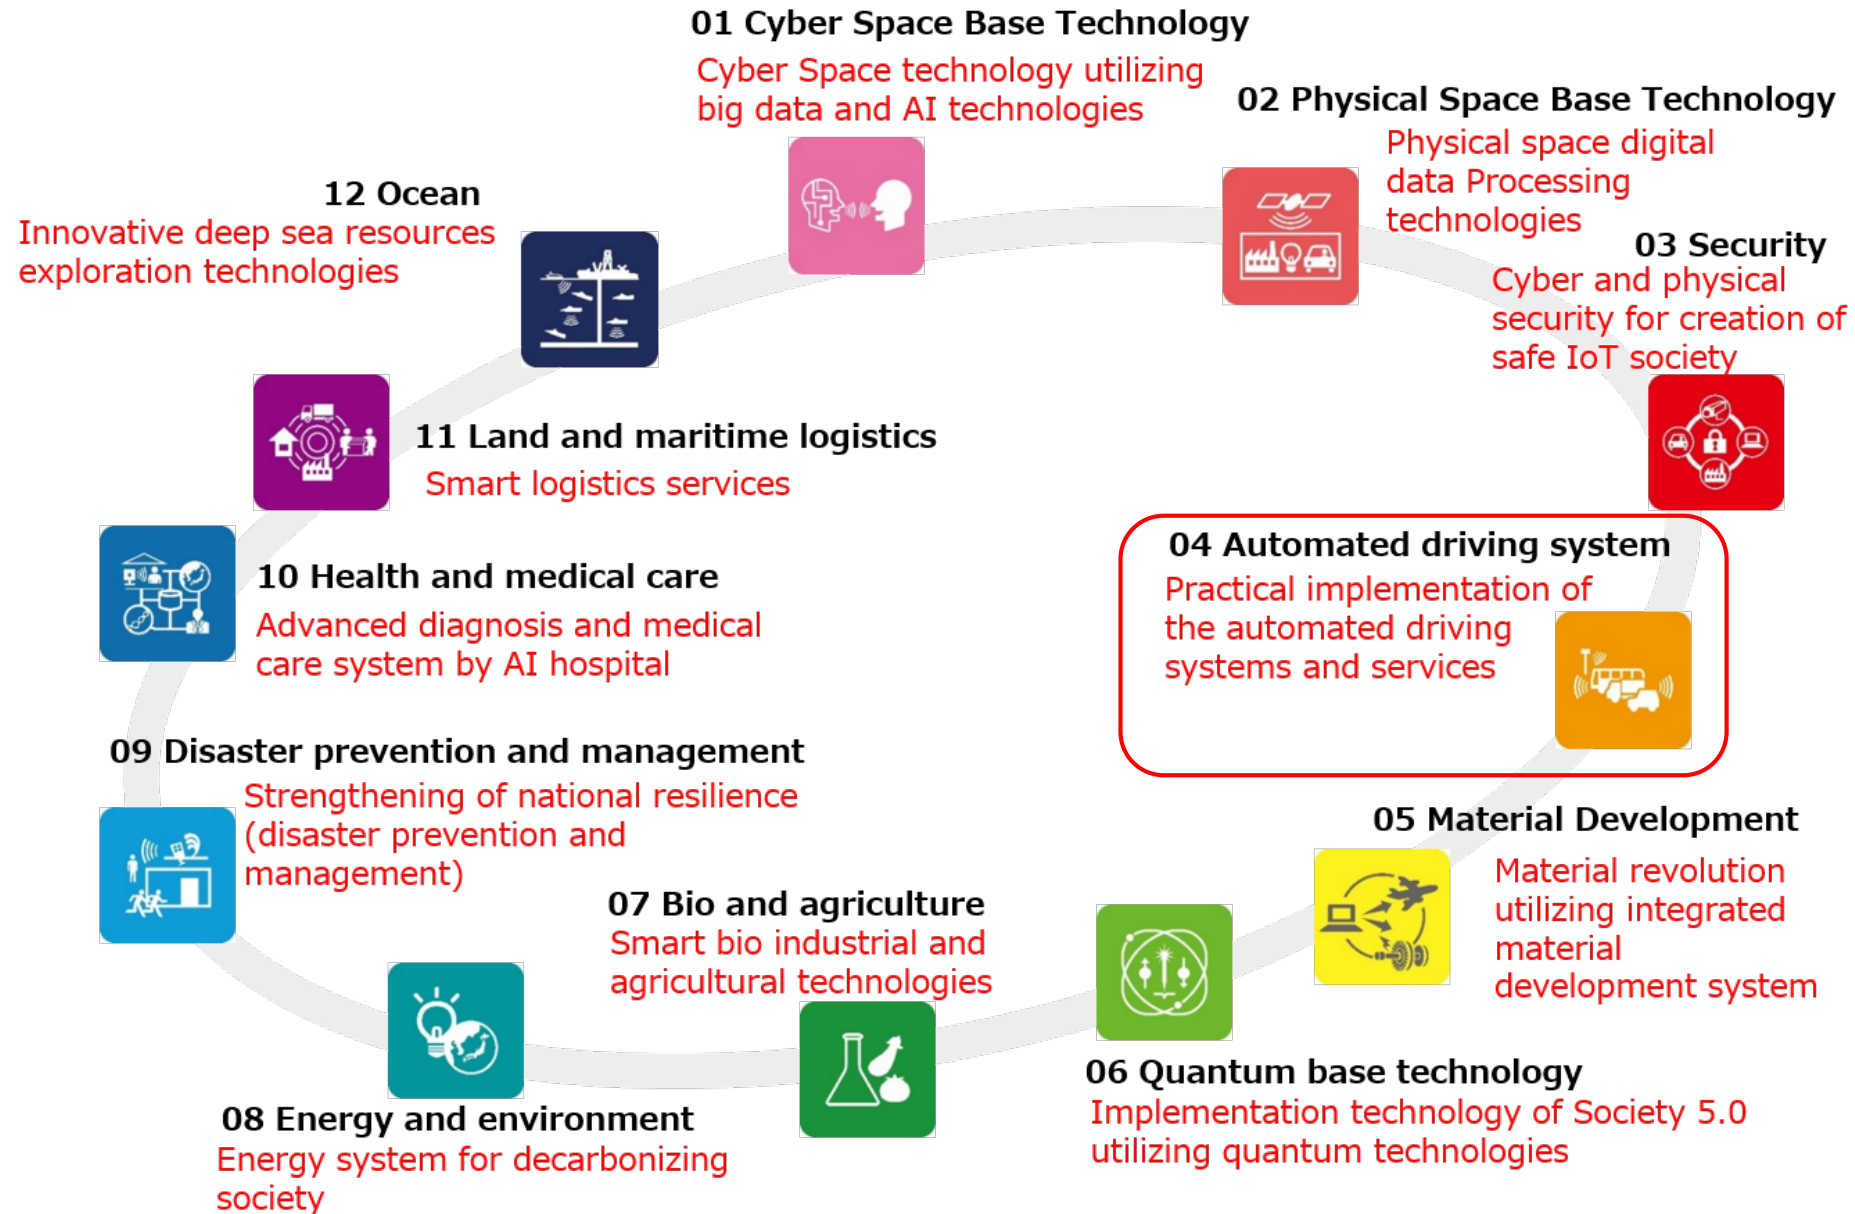 01 Cyber Space Base Technology
Cyber Space technology utilizing
big data and AI technologies
02 Physical Space Base Technology
Physical space digital
data Processing
technologies
03 Security
Cyber and physical
security for creation of
safe IoT society
04 Automated driving system
Practical implementation of
the automated driving
systems and services
05 Material Development
Material revolution
utilizing integrated
material
development system
06 Quantum base technology
Implementation technology of Society 5.0
utilizing quantum technologies
07 Bio and agriculture
Smart bio industrial and
agricultural technologies
08 Energy and environment
Energy system for decarbonizing
society
09 Disaster prevention and management
Strengthening of national resilience
(disaster prevention and
management)
10 Health and medical care
Advanced diagnosis and medical
care system by AI hospital
11 Land and maritime logistics
Smart logistics services
12 Ocean
Innovative deep sea resources
exploration technologies